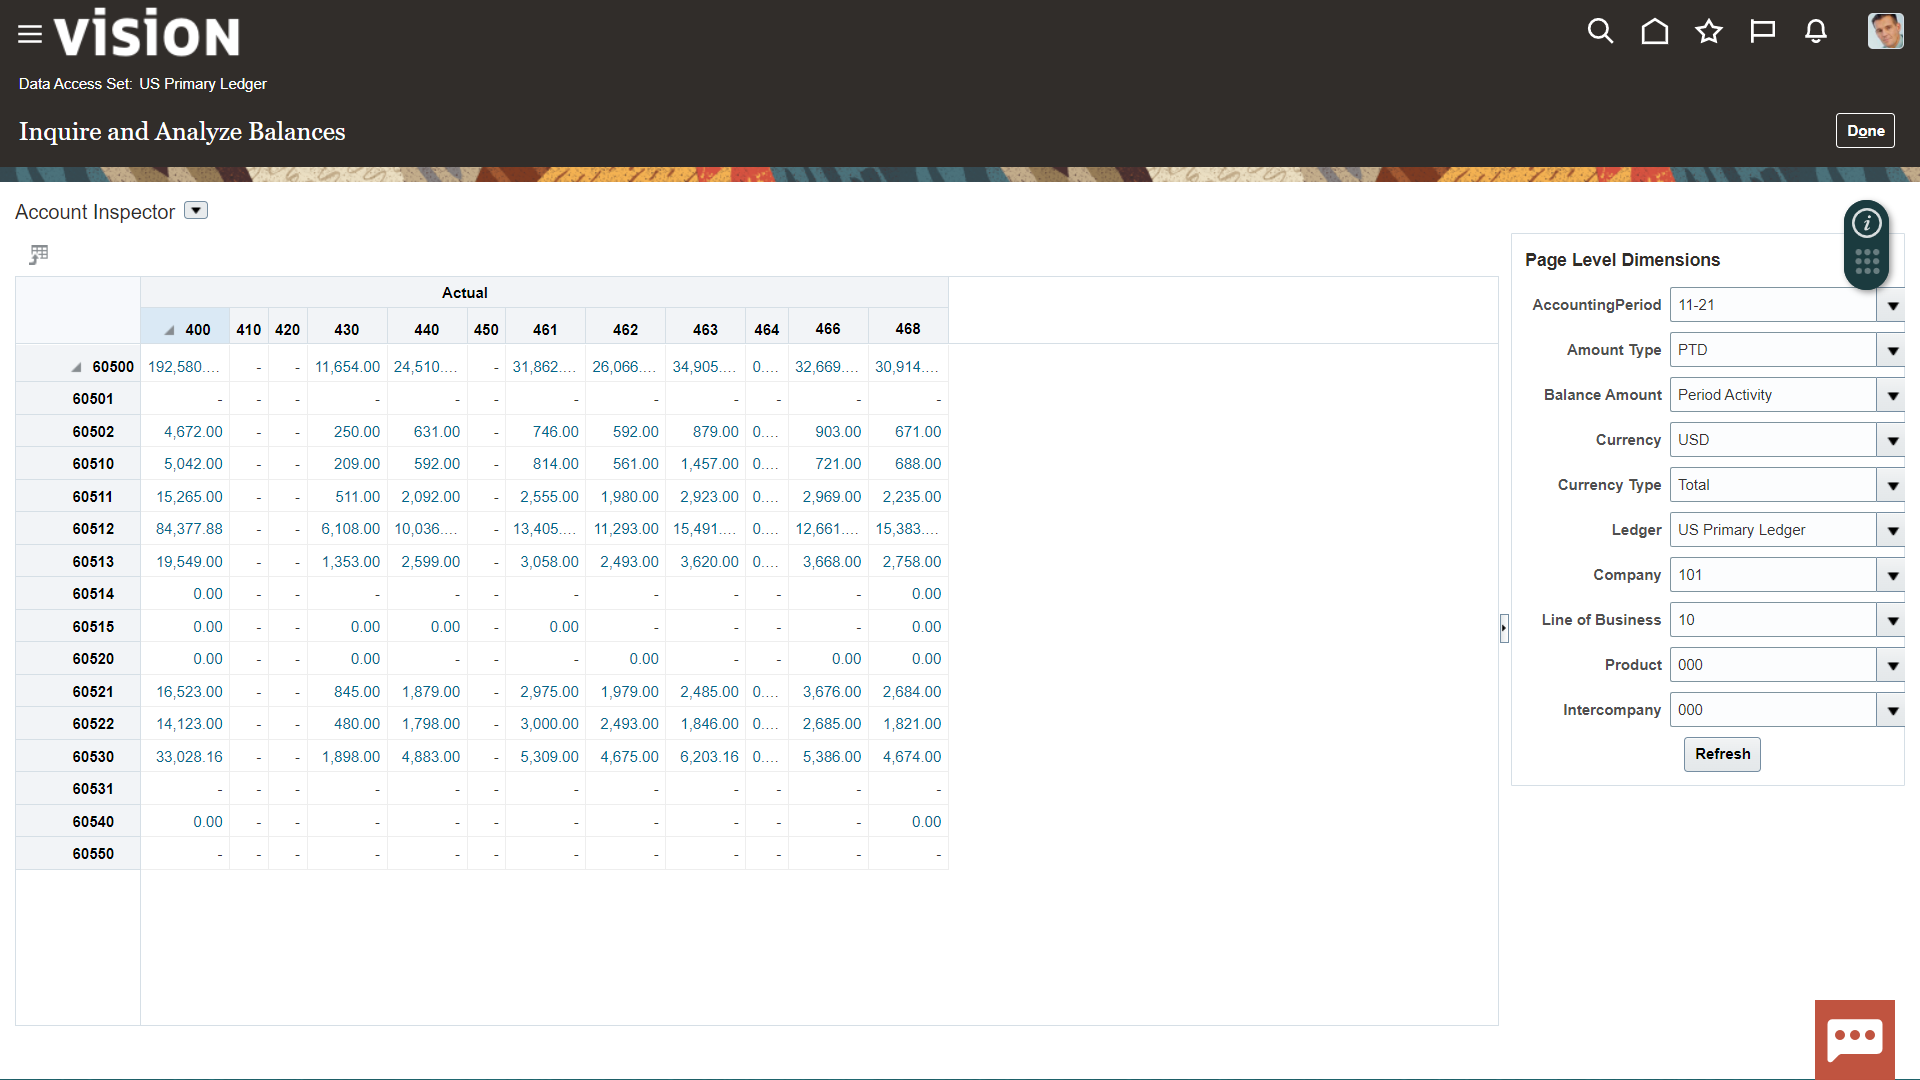 vision
Data Access Set: US Primary Ledger
Inquire and Analyze Balances
Done
Account Inspector
Actual
400 410 420 430 440 450 461 462 463 464 466 468
60500 192,580.... - - 11,654.00 24,510.... - 31,862.... 26,066.... 34,905.... 0.... 32,669.... 30,914....
60501 - - - - - - - - - - - -
60502 4,672.00 - - 250.00 631.00 - 746.00 592.00 879.00 0.... 903.00 671.00
60510 5,042.00 - - 209.00 592.00 - 814.00 561.00 1,457.00 0.... 721.00 688.00
60511 15,265.00 - - 511.00 2,092.00 - 2,555.00 1,980.00 2,923.00 0.... 2,969.00 2,235.00
60512 84,377.88 - - 6,108.00 10,036.... - 13,405.... 11,293.00 15,491.... 0.... 12,661.... 15,383....
60513 19,549.00 - - 1,353.00 2,599.00 - 3,058.00 2,493.00 3,620.00 0.... 3,668.00 2,758.00
60514 0.00 - - - - - - - - - - 0.00
60515 0.00 - - 0.00 0.00 - 0.00 - - - - 0.00
60520 0.00 - - 0.00 - - - 0.00 - - 0.00 0.00
60521 16,523.00 - - 845.00 1,879.00 - 2,975.00 1,979.00 2,485.00 0.... 3,676.00 2,684.00
60522 14,123.00 - - 480.00 1,798.00 - 3,000.00 2,493.00 1,846.00 0.... 2,685.00 1,821.00
60530 33,028.16 - - 1,898.00 4,883.00 - 5,309.00 4,675.00 6,203.16 0.... 5,386.00 4,674.00
60531 - - - - - - - - - - - -
60540 0.00 - - - - - - - - - - 0.00
60550 - - - - - - - - - - - -
Page Level Dimensions
AccountingPeriod 11-21
Amount Type PTD
Balance Amount Period Activity
Currency USD
Currency Type Total
Ledger US Primary Ledger
Company 101
Line of Business 10
Product 000
Intercompany 000
Refresh